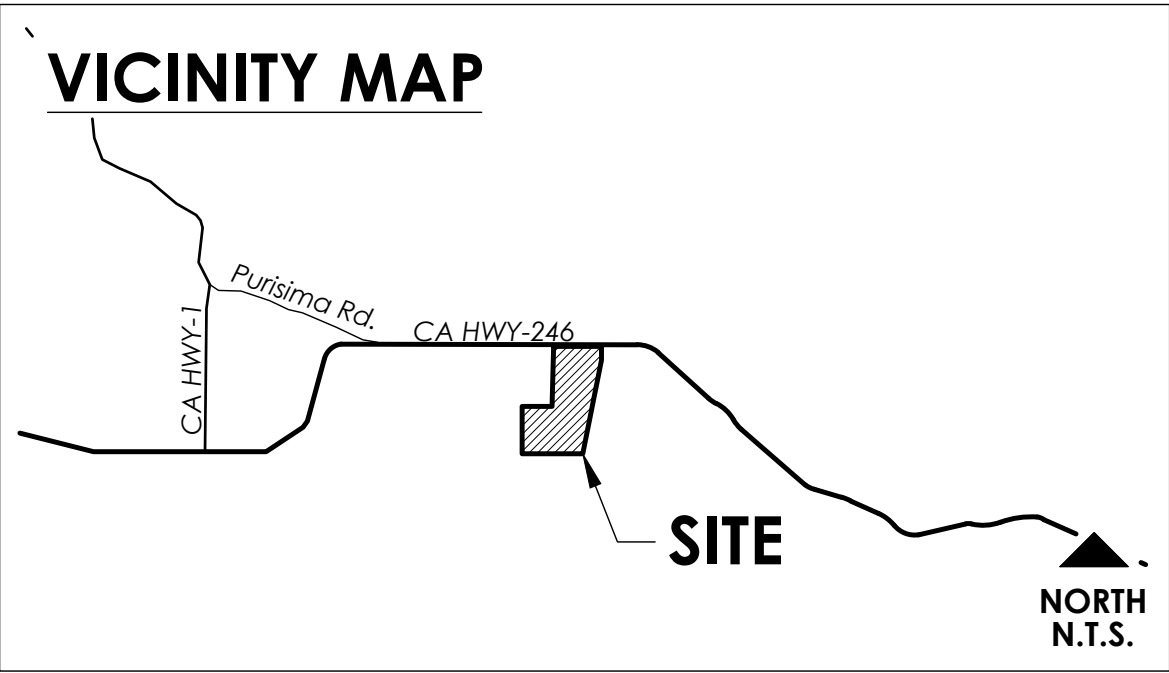 VICINITY MAP
Purisima Rd.
CA HWY-246
CA HWY-1
SITE
NORTH
N.T.S.